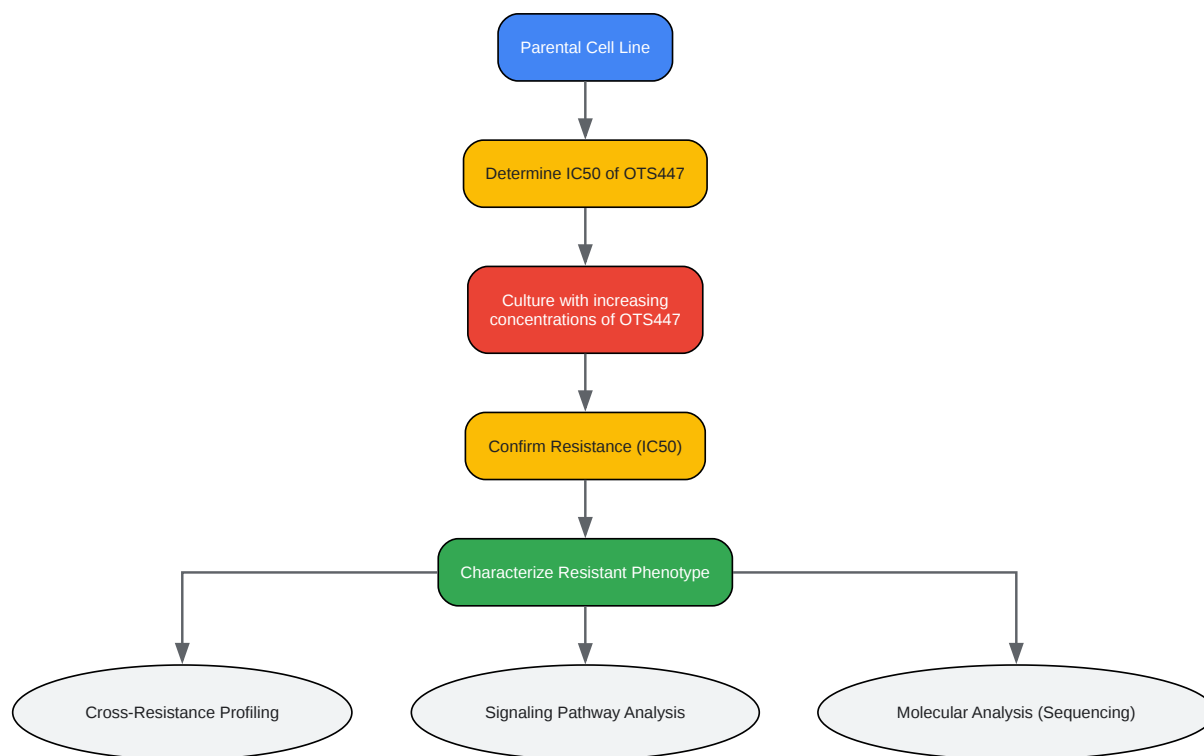 Parental Cell Line
Determine IC50 of OTS447
Culture with increasing
concentrations of OTS447
Confirm Resistance (IC50)
Characterize Resistant Phenotype
Cross-Resistance Profiling
Signaling Pathway Analysis
Molecular Analysis (Sequencing)